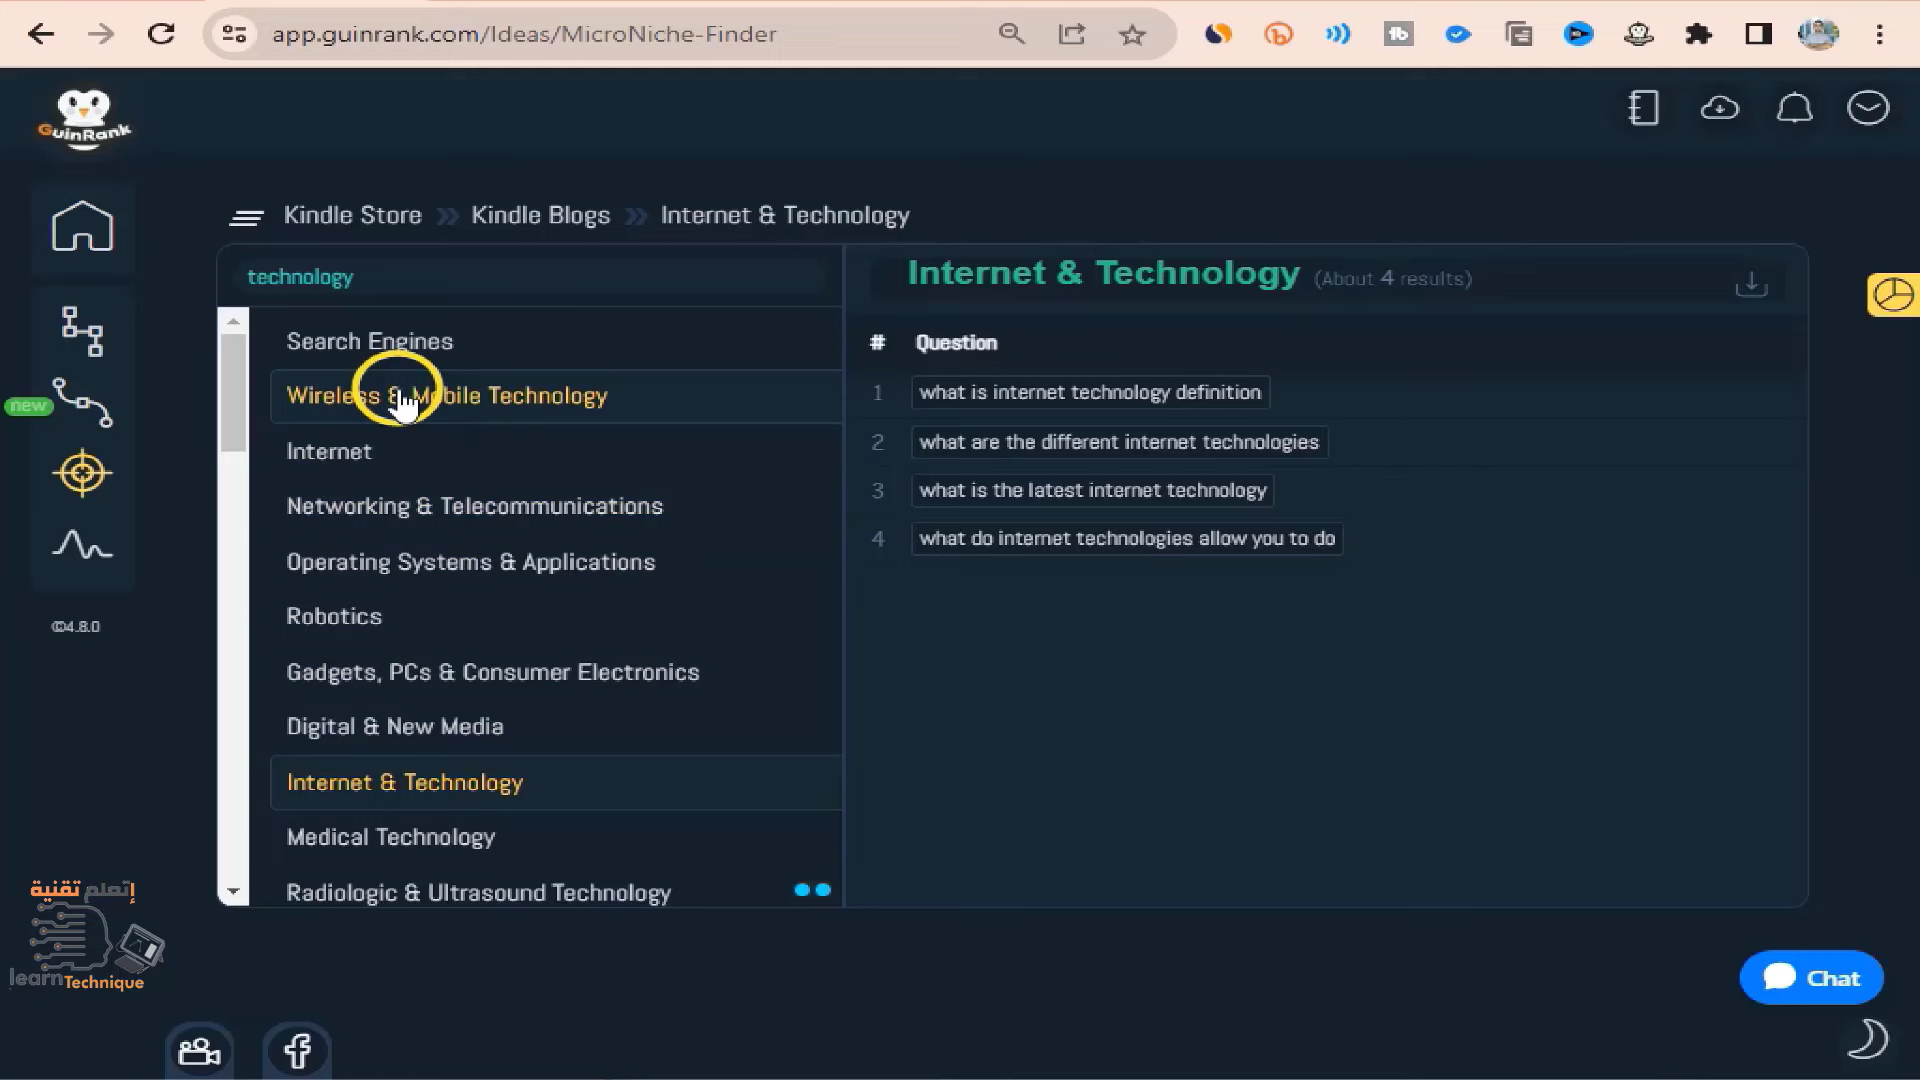 app.guinrank.com/Ideas/MicroNiche-Finder
GuinRank
Kindle Store » Kindle Blogs » Internet & Technology
technology
Internet & Technology (About 4 results)
Search Engines
Wireless & Mobile Technology
Internet
Networking & Telecommunications
Operating Systems & Applications
Robotics
Gadgets, PCs & Consumer Electronics
Digital & New Media
Internet & Technology
Medical Technology
Radiologic & Ultrasound Technology
# Question
1 what is internet technology definition
2 what are the different internet technologies
3 what is the latest internet technology
4 what do internet technologies allow you to do
new
©4.8.0
إتعلم تقنية
learnTechnique
Chat